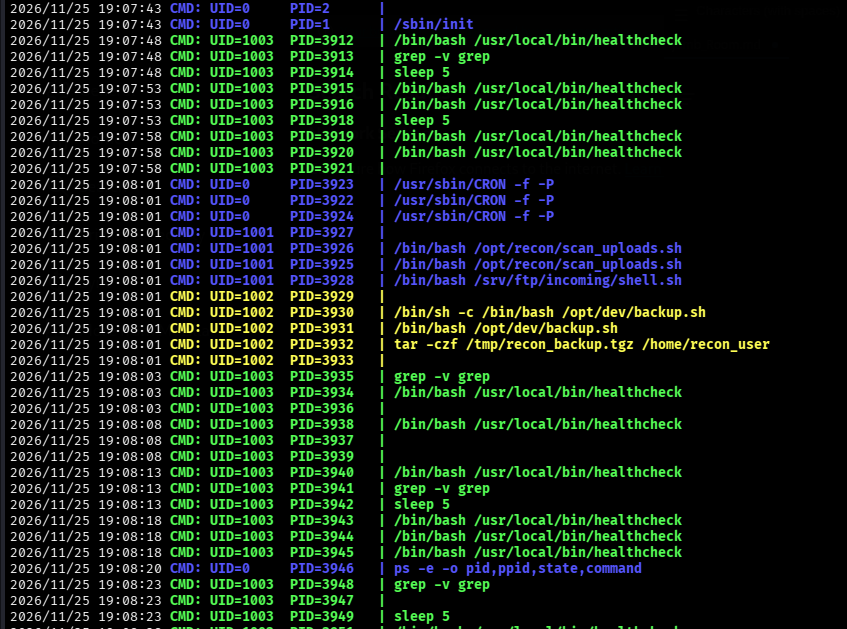 2026/11/25 19:07:43 CMD: UID=0 PID=2 |
2026/11/25 19:07:43 CMD: UID=0 PID=1 | /sbin/init
2026/11/25 19:07:48 CMD: UID=1003 PID=3912 | /bin/bash /usr/local/bin/healthcheck
2026/11/25 19:07:48 CMD: UID=1003 PID=3913 | grep -v grep
2026/11/25 19:07:48 CMD: UID=1003 PID=3914 | sleep 5
2026/11/25 19:07:53 CMD: UID=1003 PID=3915 | /bin/bash /usr/local/bin/healthcheck
2026/11/25 19:07:53 CMD: UID=1003 PID=3916 | /bin/bash /usr/local/bin/healthcheck
2026/11/25 19:07:53 CMD: UID=1003 PID=3918 | sleep 5
2026/11/25 19:07:58 CMD: UID=1003 PID=3919 | /bin/bash /usr/local/bin/healthcheck
2026/11/25 19:07:58 CMD: UID=1003 PID=3920 | /bin/bash /usr/local/bin/healthcheck
2026/11/25 19:07:58 CMD: UID=1003 PID=3921 |
2026/11/25 19:08:01 CMD: UID=0 PID=3923 | /usr/sbin/CRON -f -P
2026/11/25 19:08:01 CMD: UID=0 PID=3922 | /usr/sbin/CRON -f -P
2026/11/25 19:08:01 CMD: UID=0 PID=3924 | /usr/sbin/CRON -f -P
2026/11/25 19:08:01 CMD: UID=1001 PID=3927 |
2026/11/25 19:08:01 CMD: UID=1001 PID=3926 | /bin/bash /opt/recon/scan_uploads.sh
2026/11/25 19:08:01 CMD: UID=1001 PID=3925 | /bin/bash /opt/recon/scan_uploads.sh
2026/11/25 19:08:01 CMD: UID=1001 PID=3928 | /bin/bash /srv/ftp/incoming/shell.sh
2026/11/25 19:08:01 CMD: UID=1002 PID=3929 |
2026/11/25 19:08:01 CMD: UID=1002 PID=3930 | /bin/sh -c /bin/bash /opt/dev/backup.sh
2026/11/25 19:08:01 CMD: UID=1002 PID=3931 | /bin/bash /opt/dev/backup.sh
2026/11/25 19:08:01 CMD: UID=1002 PID=3932 | tar -czf /tmp/recon_backup.tgz /home/recon_user
2026/11/25 19:08:01 CMD: UID=1002 PID=3933 |
2026/11/25 19:08:03 CMD: UID=1003 PID=3935 | grep -v grep
2026/11/25 19:08:03 CMD: UID=1003 PID=3934 | /bin/bash /usr/local/bin/healthcheck
2026/11/25 19:08:03 CMD: UID=1003 PID=3936 |
2026/11/25 19:08:08 CMD: UID=1003 PID=3938 | /bin/bash /usr/local/bin/healthcheck
2026/11/25 19:08:08 CMD: UID=1003 PID=3937 |
2026/11/25 19:08:08 CMD: UID=1003 PID=3939 |
2026/11/25 19:08:13 CMD: UID=1003 PID=3940 | /bin/bash /usr/local/bin/healthcheck
2026/11/25 19:08:13 CMD: UID=1003 PID=3941 | grep -v grep
2026/11/25 19:08:13 CMD: UID=1003 PID=3942 | sleep 5
2026/11/25 19:08:18 CMD: UID=1003 PID=3943 | /bin/bash /usr/local/bin/healthcheck
2026/11/25 19:08:18 CMD: UID=1003 PID=3944 | /bin/bash /usr/local/bin/healthcheck
2026/11/25 19:08:18 CMD: UID=1003 PID=3945 | /bin/bash /usr/local/bin/healthcheck
2026/11/25 19:08:20 CMD: UID=0 PID=3946 | ps -e -o pid,ppid,state,command
2026/11/25 19:08:23 CMD: UID=1003 PID=3948 | grep -v grep
2026/11/25 19:08:23 CMD: UID=1003 PID=3947 |
2026/11/25 19:08:23 CMD: UID=1003 PID=3949 | sleep 5